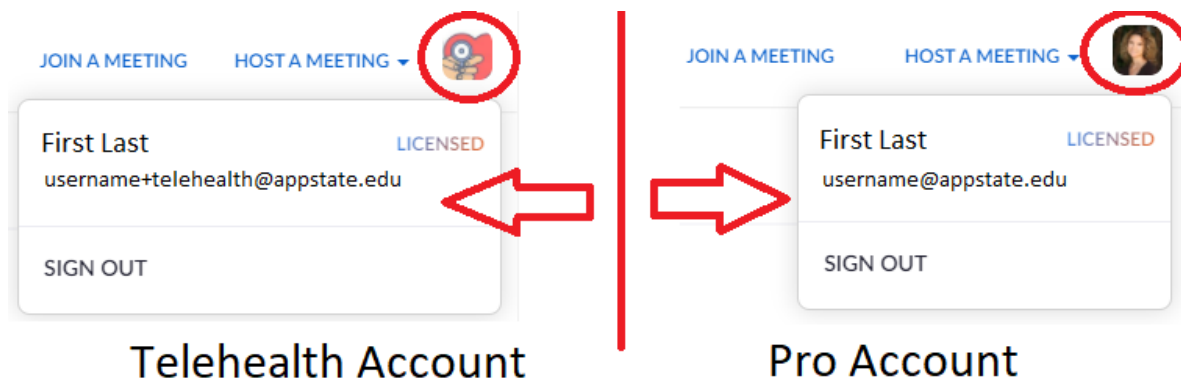 JOIN A MEETING HOST A MEETING
First Last LICENSED
username+telehealth@appstate.edu
SIGN OUT
Telehealth Account
JOIN A MEETING HOST A MEETING
First Last LICENSED
username@appstate.edu
SIGN OUT
Pro Account